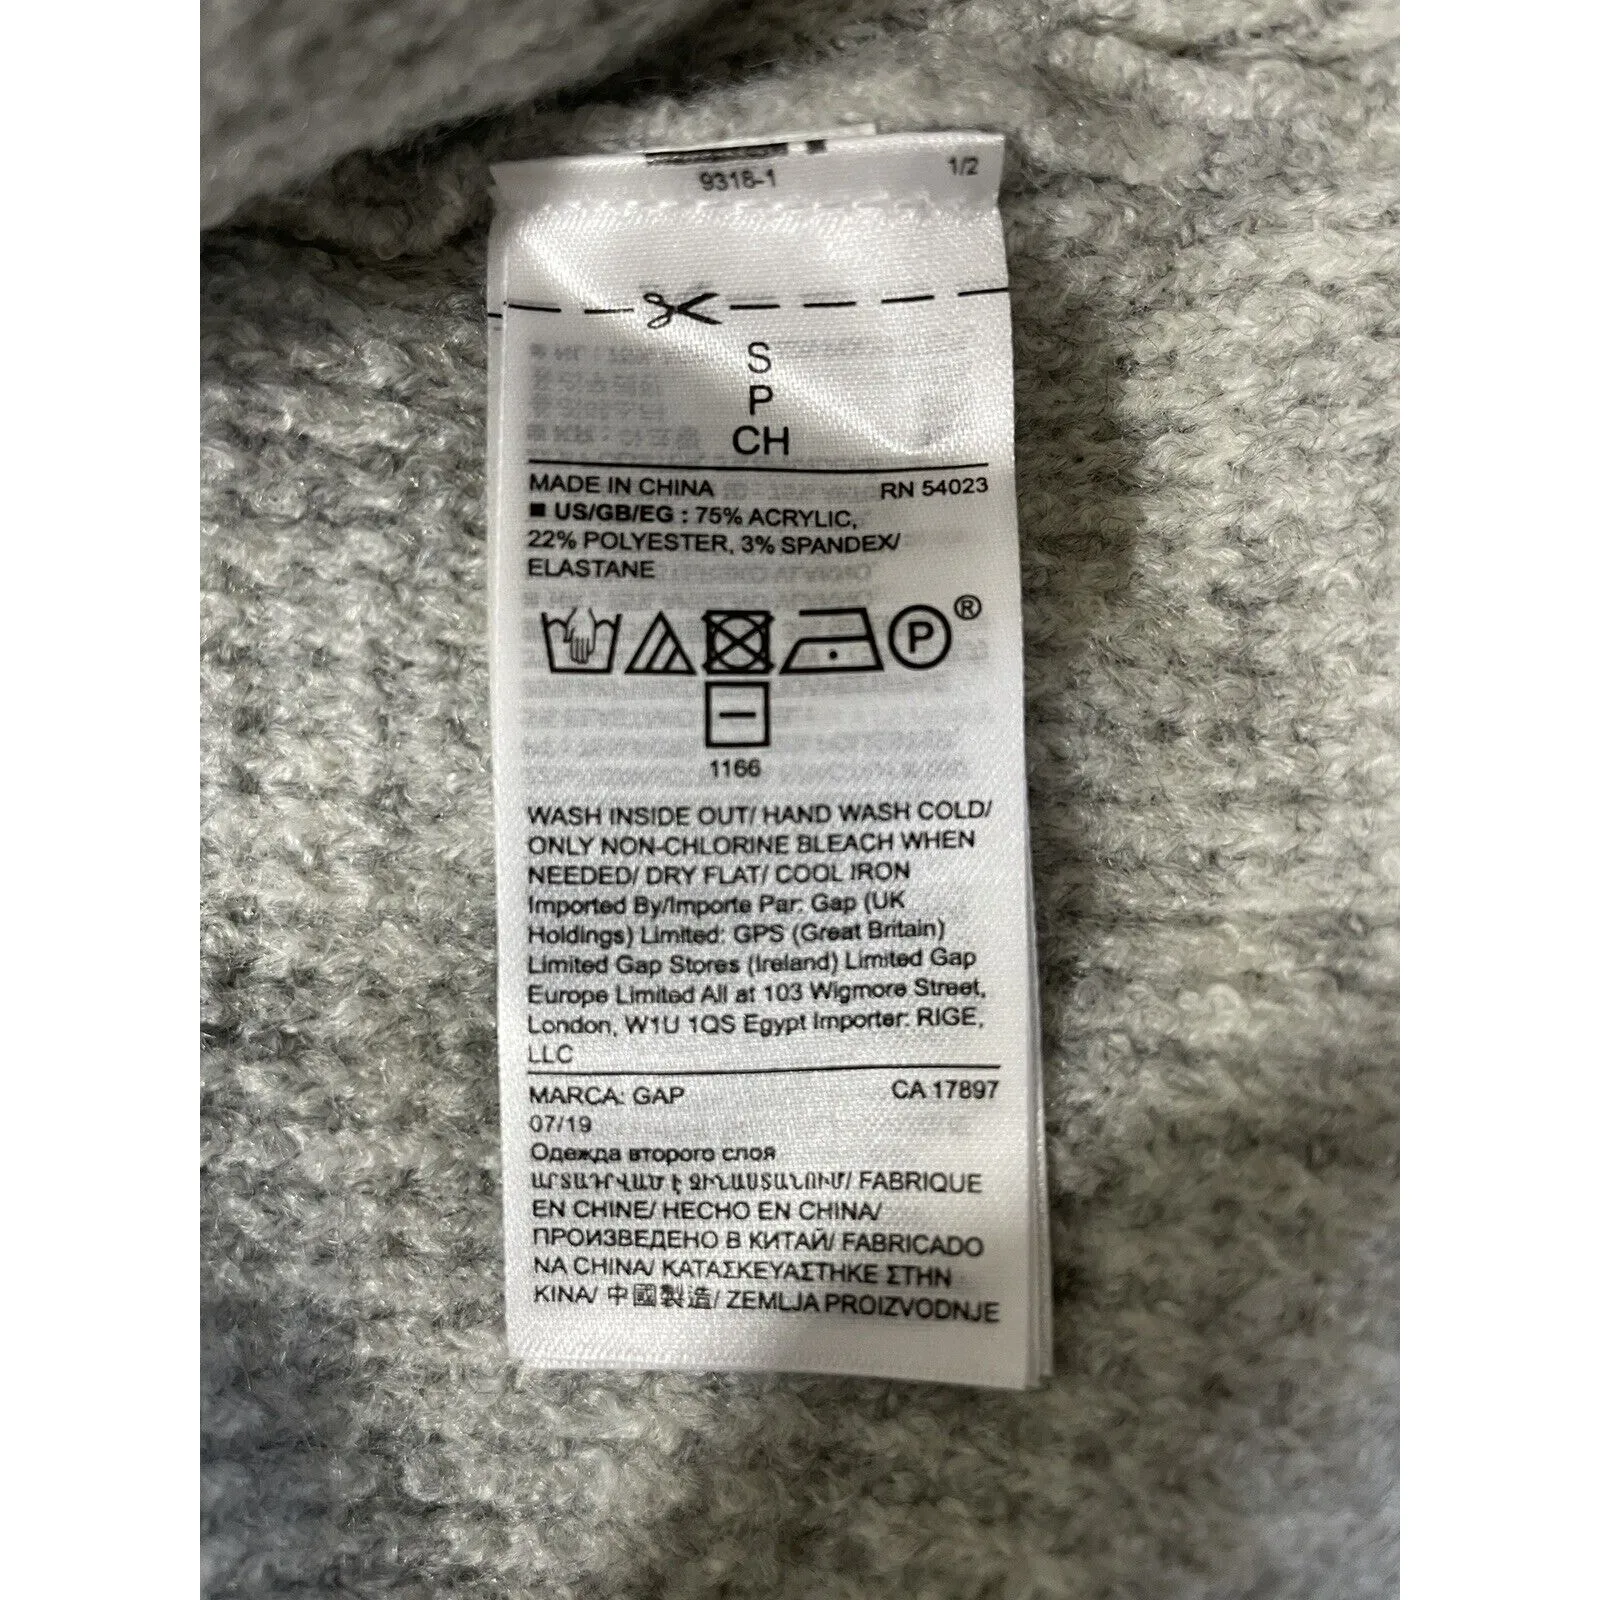 9318-1 1/2
S
P
CH
MADE IN CHINA RN 54023
■ US/GB/EG : 75% ACRYLIC,
22% POLYESTER, 3% SPANDEX/
ELASTANE
P ®
1166
WASH INSIDE OUT/ HAND WASH COLD/
ONLY NON-CHLORINE BLEACH WHEN
NEEDED/ DRY FLAT/ COOL IRON
Imported By/Importe Par: Gap (UK
Holdings) Limited: GPS (Great Britain)
Limited Gap Stores (Ireland) Limited Gap
Europe Limited All at 103 Wigmore Street,
London, W1U 1QS Egypt Importer: RIGE,
LLC
MARCA: GAP CA 17897
07/19
Одежда второго слоя
ԱՐՏԱԴՐՎԱԾ Է ՉԻՆԱՍՏԱՆՈՒՄ/ FABRIQUE
EN CHINE/ HECHO EN CHINA/
ПРОИЗВЕДЕНО В КИТАЙ/ FABRICADO
NA CHINA/ ΚΑΤΑΣΚΕΥΑΣΤΗΚΕ ΣΤΗΝ
ΚΙΝΑ/ 中國製造/ ZEMLJA PROIZVODNJE